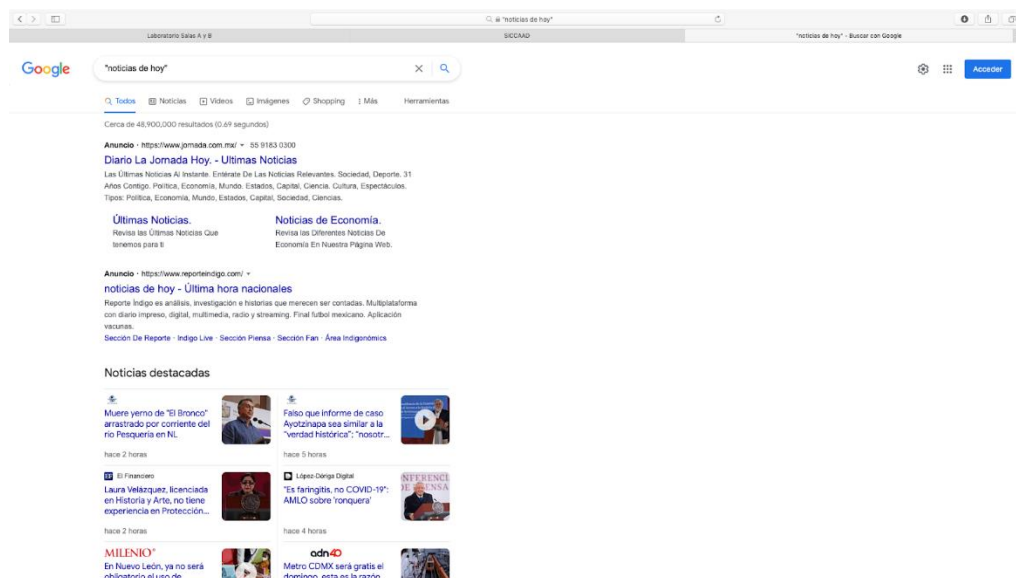 "noticias de hoy"
Laboratorio Salas A y B
SICCAAD
"noticias de hoy" - Buscar con Google
Google
"noticias de hoy"
Acceder
Todos
Noticias
Videos
Imágenes
Shopping
Más
Herramientas
Cerca de 48,900,000 resultados (0.69 segundos)
Anuncio · https://www.jornada.com.mx/ 55 9183 0300
Diario La Jornada Hoy. - Ultimas Noticias
Las Últimas Noticias Al Instante. Entérate De Las Noticias Relevantes. Sociedad, Deporte. 31
Años Contigo. Política, Economía, Mundo. Estados, Capital, Ciencia. Cultura, Espectáculos.
Tipos: Política, Economía, Mundo, Estados, Capital, Sociedad, Ciencias.
Últimas Noticias.
Revisa las Últimas Noticias Que
tenemos para ti
Noticias de Economía.
Revisa las Diferentes Noticias De
Economía En Nuestra Página Web.
Anuncio · https://www.reporteindigo.com/
noticias de hoy - Última hora nacionales
Reporte Índigo es análisis, investigación e historias que merecen ser contadas. Multiplataforma
con diario impreso, digital, multimedia, radio y streaming. Final futbol mexicano. Aplicación
vacunas.
Sección De Reporte · Indigo Live · Sección Piensa · Sección Fan · Área Indigonómics
Noticias destacadas
Muere yerno de "El Bronco"
arrastrado por corriente del
río Pesquería en NL
hace 2 horas
Falso que informe de caso
Ayotzinapa sea similar a la
"verdad histórica"; "nosotr...
hace 5 horas
EF El Financiero
Laura Velázquez, licenciada
en Historia y Arte, no tiene
experiencia en Protección...
hace 2 horas
López-Dóriga Digital
"Es faringitis, no COVID-19":
AMLO sobre 'ronquera'
hace 4 horas
MILENIO
En Nuevo León, ya no será
obligatorio el uso de
adn40
Metro CDMX será gratis el
domingo, esta es la razón